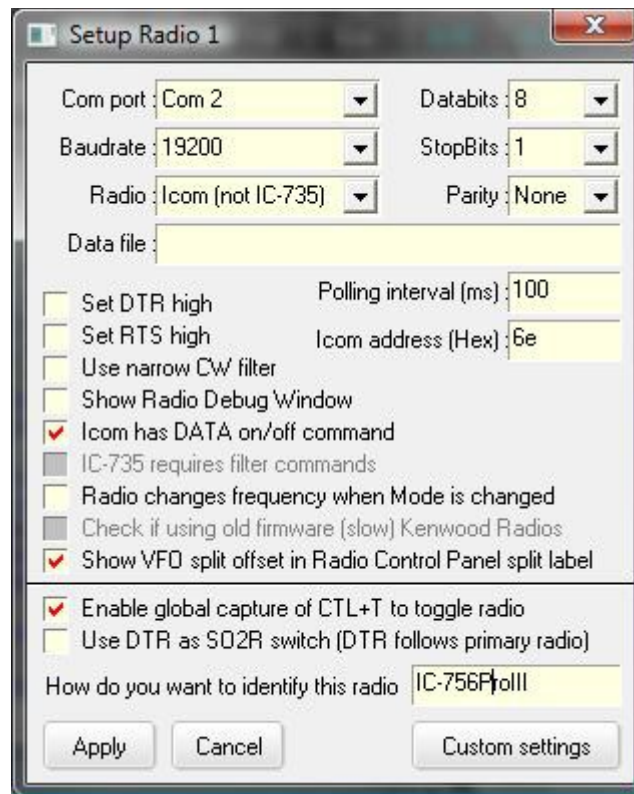 Setup Radio 1
Com port : Com 2 Databits : 8
Baudrate : 19200 StopBits : 1
Radio : Icom (not IC-735) Parity : None
Data file :
Polling interval (ms) : 100
Set DTR high
Set RTS high
Icom address (Hex) : 6e
Use narrow CW filter
Show Radio Debug Window
Icom has DATA on/off command
IC-735 requires filter commands
Radio changes frequency when Mode is changed
Check if using old firmware (slow) Kenwood Radios
Show VFO split offset in Radio Control Panel split label
Enable global capture of CTL+T to toggle radio
Use DTR as SO2R switch (DTR follows primary radio)
How do you want to identify this radio IC-756ProIII
Apply Cancel Custom settings